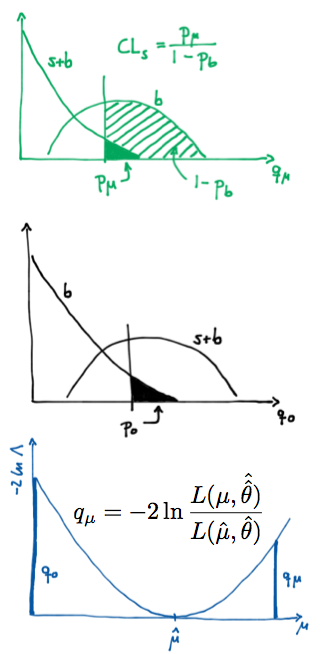 CLs = pμ / 1 - pb
s+b
b
qμ
pμ
1 - pb
b
s+b
p0
q0
-2 ln Λ
qμ = -2 ln L(μ, θ̂̂) / L(μ̂, θ̂)
q0
qμ
μ̂
μ